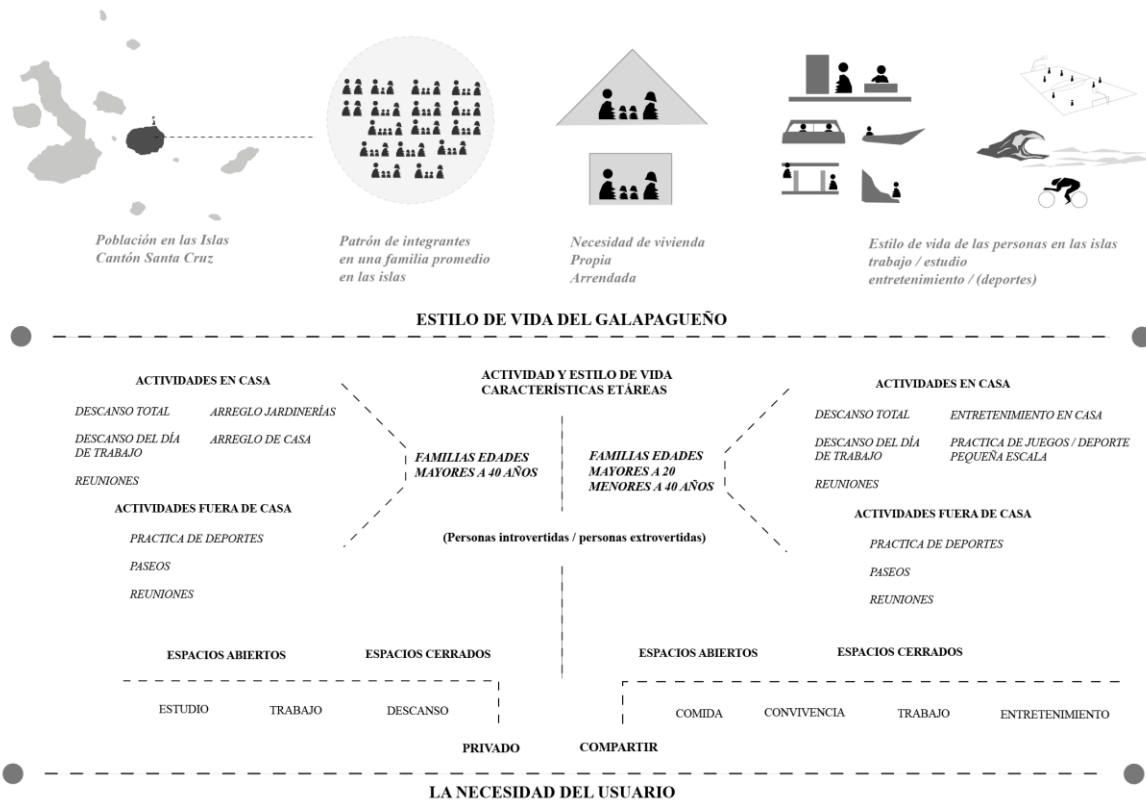 Población en las Islas
Cantón Santa Cruz
Patrón de integrantes
en una familia promedio
en las islas
Necesidad de vivienda
Propia
Arrendada
Estilo de vida de las personas en las islas
trabajo / estudio
entretenimiento / (deportes)
ESTILO DE VIDA DEL GALAPAGUEÑO
ACTIVIDAD Y ESTILO DE VIDA
CARACTERÍSTICAS ETÁREAS
ACTIVIDADES EN CASA
DESCANSO TOTAL
ARREGLO JARDINERÍAS
DESCANSO DEL DÍA
DE TRABAJO
ARREGLO DE CASA
REUNIONES
FAMILIAS EDADES
MAYORES A 40 AÑOS
ACTIVIDADES FUERA DE CASA
PRACTICA DE DEPORTES
PASEOS
REUNIONES
FAMILIAS EDADES
MAYORES A 20
MENORES A 40 AÑOS
ACTIVIDADES EN CASA
DESCANSO TOTAL
ENTRETENIMIENTO EN CASA
DESCANSO DEL DÍA
DE TRABAJO
PRACTICA DE JUEGOS / DEPORTE
PEQUEÑA ESCALA
REUNIONES
ACTIVIDADES FUERA DE CASA
PRACTICA DE DEPORTES
PASEOS
REUNIONES
(Personas introvertidas / personas extrovertidas)
ESPACIOS ABIERTOS
ESPACIOS CERRADOS
ESTUDIO
TRABAJO
DESCANSO
PRIVADO
ESPACIOS ABIERTOS
ESPACIOS CERRADOS
COMIDA
CONVIVENCIA
TRABAJO
ENTRETENIMIENTO
COMPARTIR
LA NECESIDAD DEL USUARIO